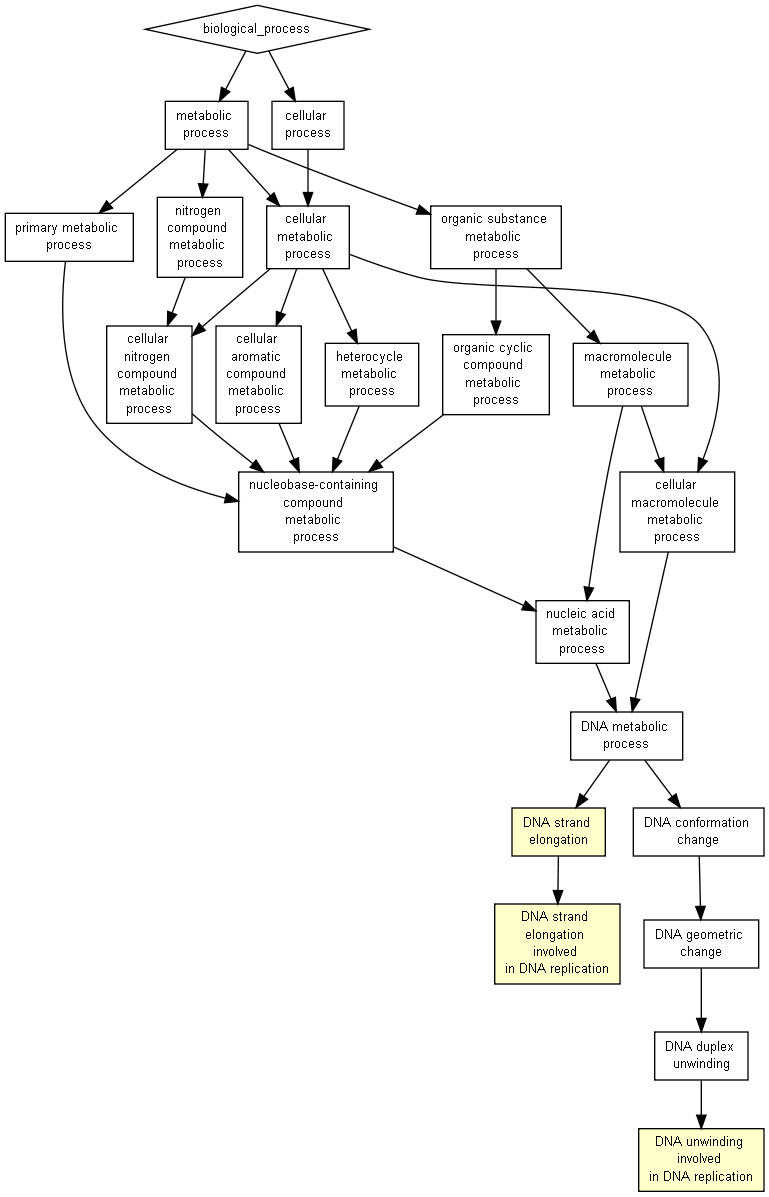 biological_process
metabolic
process
cellular
process
primary metabolic
process
nitrogen
compound
metabolic
process
cellular
metabolic
process
organic substance
metabolic
process
cellular
nitrogen
compound
metabolic
process
cellular
aromatic
compound
metabolic
process
heterocycle
metabolic
process
organic cyclic
compound
metabolic
process
macromolecule
metabolic
process
nucleobase-containing
compound
metabolic
process
cellular
macromolecule
metabolic
process
nucleic acid
metabolic
process
DNA metabolic
process
DNA strand
elongation
DNA conformation
change
DNA strand
elongation
involved
in DNA replication
DNA geometric
change
DNA duplex
unwinding
DNA unwinding
involved
in DNA replication